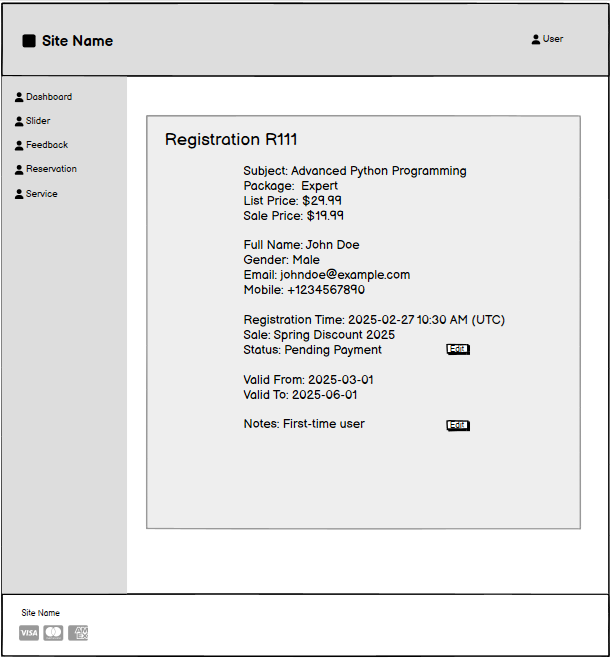 Site Name
User
Dashboard
Slider
Feedback
Reservation
Service
Registration R111
Subject: Advanced Python Programming
Package:  Expert
List Price: $29.99
Sale Price: $19.99
Full Name: John Doe
Gender: Male
Email: johndoe@example.com
Mobile: +1234567890
Registration Time: 2025-02-27 10:30 AM (UTC)
Sale: Spring Discount 2025
Status: Pending Payment
Edit
Valid From: 2025-03-01
Valid To: 2025-06-01
Notes: First-time user
Edit
Site Name
VISA
AM
EX